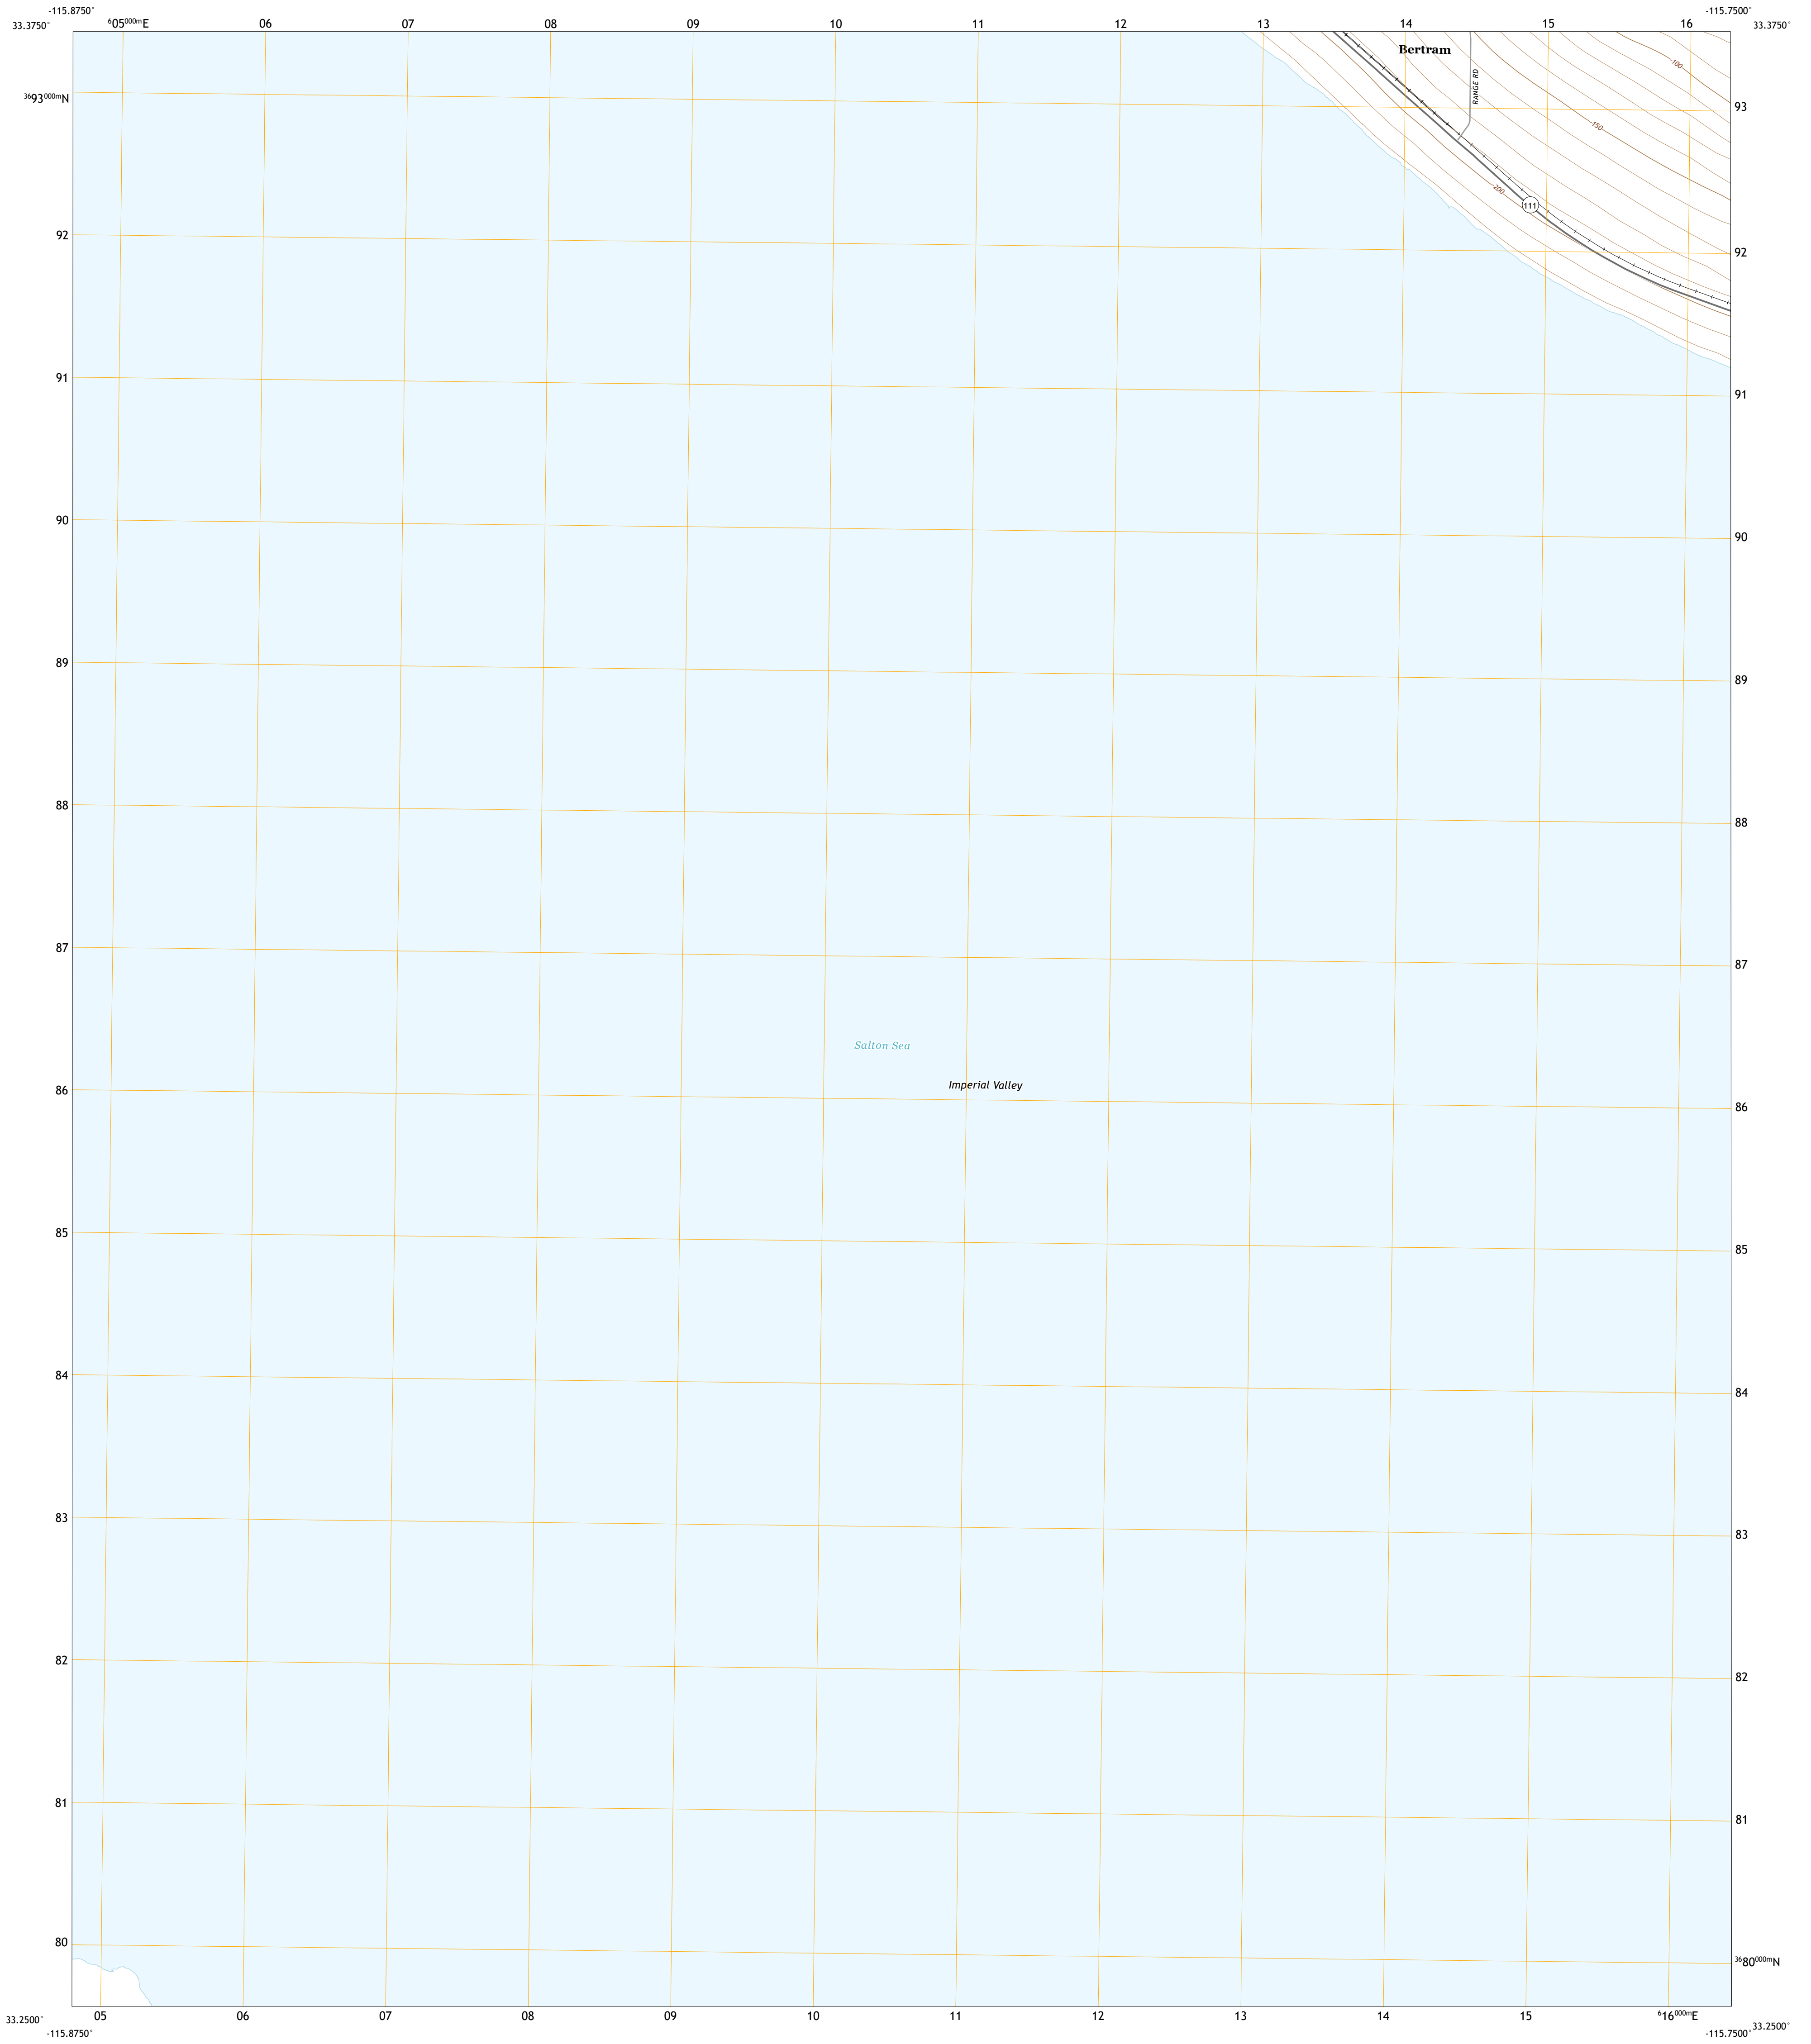 -115.8750° -115.7500°
33.3750° ⁶05⁰⁰⁰ᵐE 06 07 08 09 10 11 12 13 14 15 16 33.3750°
Bertram
100
RANGE RD
³⁶93⁰⁰⁰ᵐN 93
150
200
111
92 92
91 91
90 90
89 89
88 88
87 87
Salton Sea
Imperial Valley
86 86
85 85
84 84
83 83
82 82
81 81
80 ³⁶80⁰⁰⁰ᵐN
33.2500° 05 06 07 08 09 10 11 12 13 14 15 ⁶16⁰⁰⁰ᵐE 33.2500°
-115.8750° -115.7500°